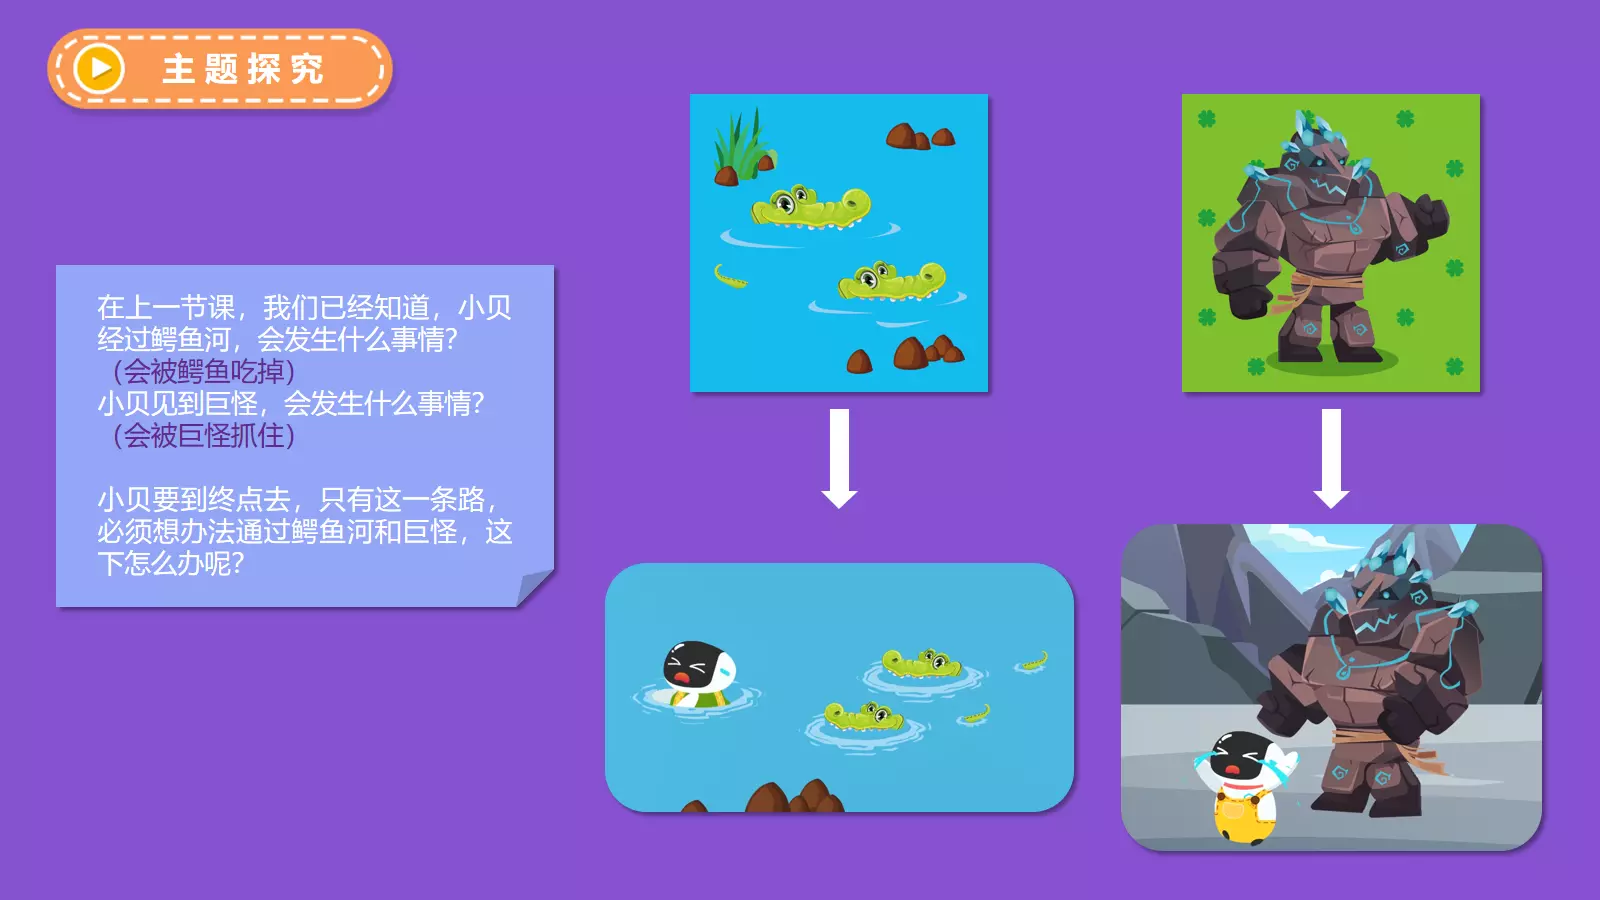 主题探究
在上一节课，我们已经知道，小贝
经过鳄鱼河，会发生什么事情？
（会被鳄鱼吃掉）
小贝见到巨怪，会发生什么事情？
（会被巨怪抓住）
小贝要到终点去，只有这一条路，
必须想办法通过鳄鱼河和巨怪，这
下怎么办呢？